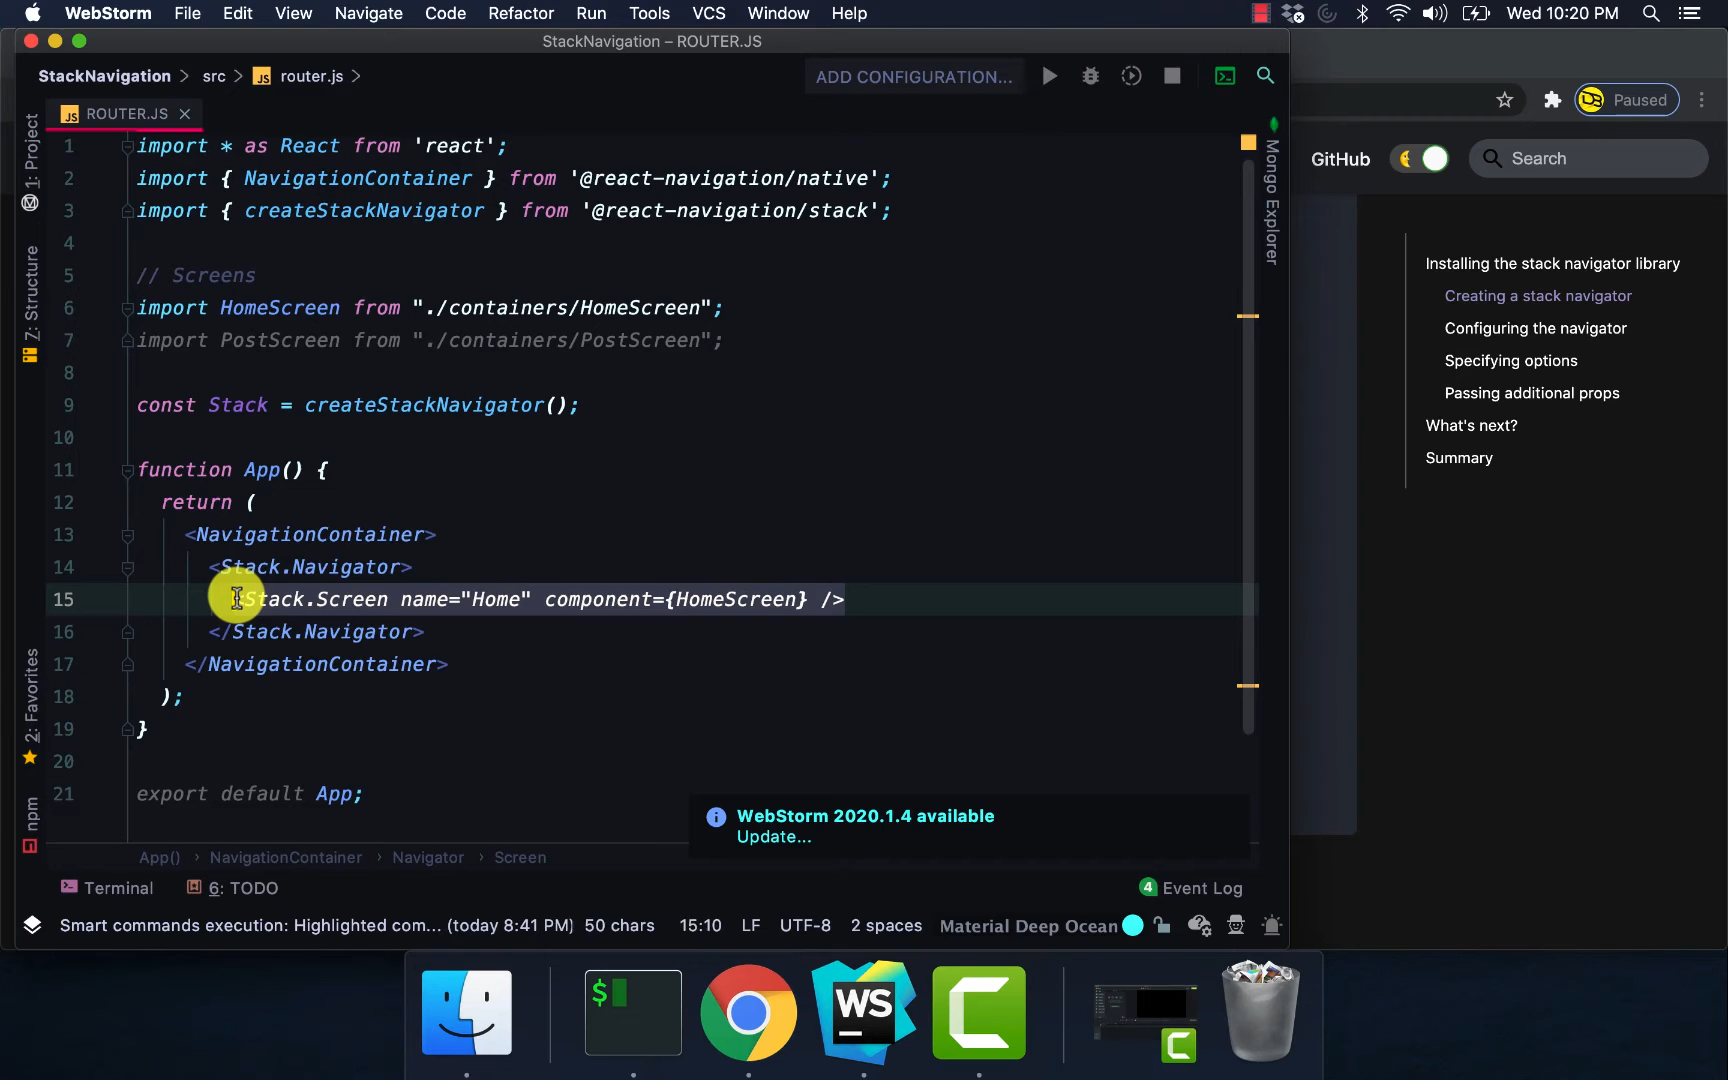 WebStorm File Edit View Navigate Code Refactor Run Tools VCS Window Help Wed 10:20 PM
StackNavigation – ROUTER.JS
StackNavigation src JS router.js ADD CONFIGURATION...
JS ROUTER.JS
Paused
GitHub Search
1: Project
7: Structure
2: Favorites
npm
Mongo Explorer
1 import * as React from 'react';
2 import { NavigationContainer } from '@react-navigation/native';
3 import { createStackNavigator } from '@react-navigation/stack';
4
5 // Screens
6 import HomeScreen from "./containers/HomeScreen";
7 import PostScreen from "./containers/PostScreen";
8
9 const Stack = createStackNavigator();
10
11 function App() {
12 return (
13 <NavigationContainer>
14 <Stack.Navigator>
15 <Stack.Screen name="Home" component={HomeScreen} />
16 </Stack.Navigator>
17 </NavigationContainer>
18 );
19 }
20
21 export default App;
Installing the stack navigator library
Creating a stack navigator
Configuring the navigator
Specifying options
Passing additional props
What's next?
Summary
WebStorm 2020.1.4 available
Update...
App() › NavigationContainer › Navigator › Screen
Terminal 6: TODO 4 Event Log
Smart commands execution: Highlighted com... (today 8:41 PM) 50 chars 15:10 LF UTF-8 2 spaces Material Deep Ocean
$
WS